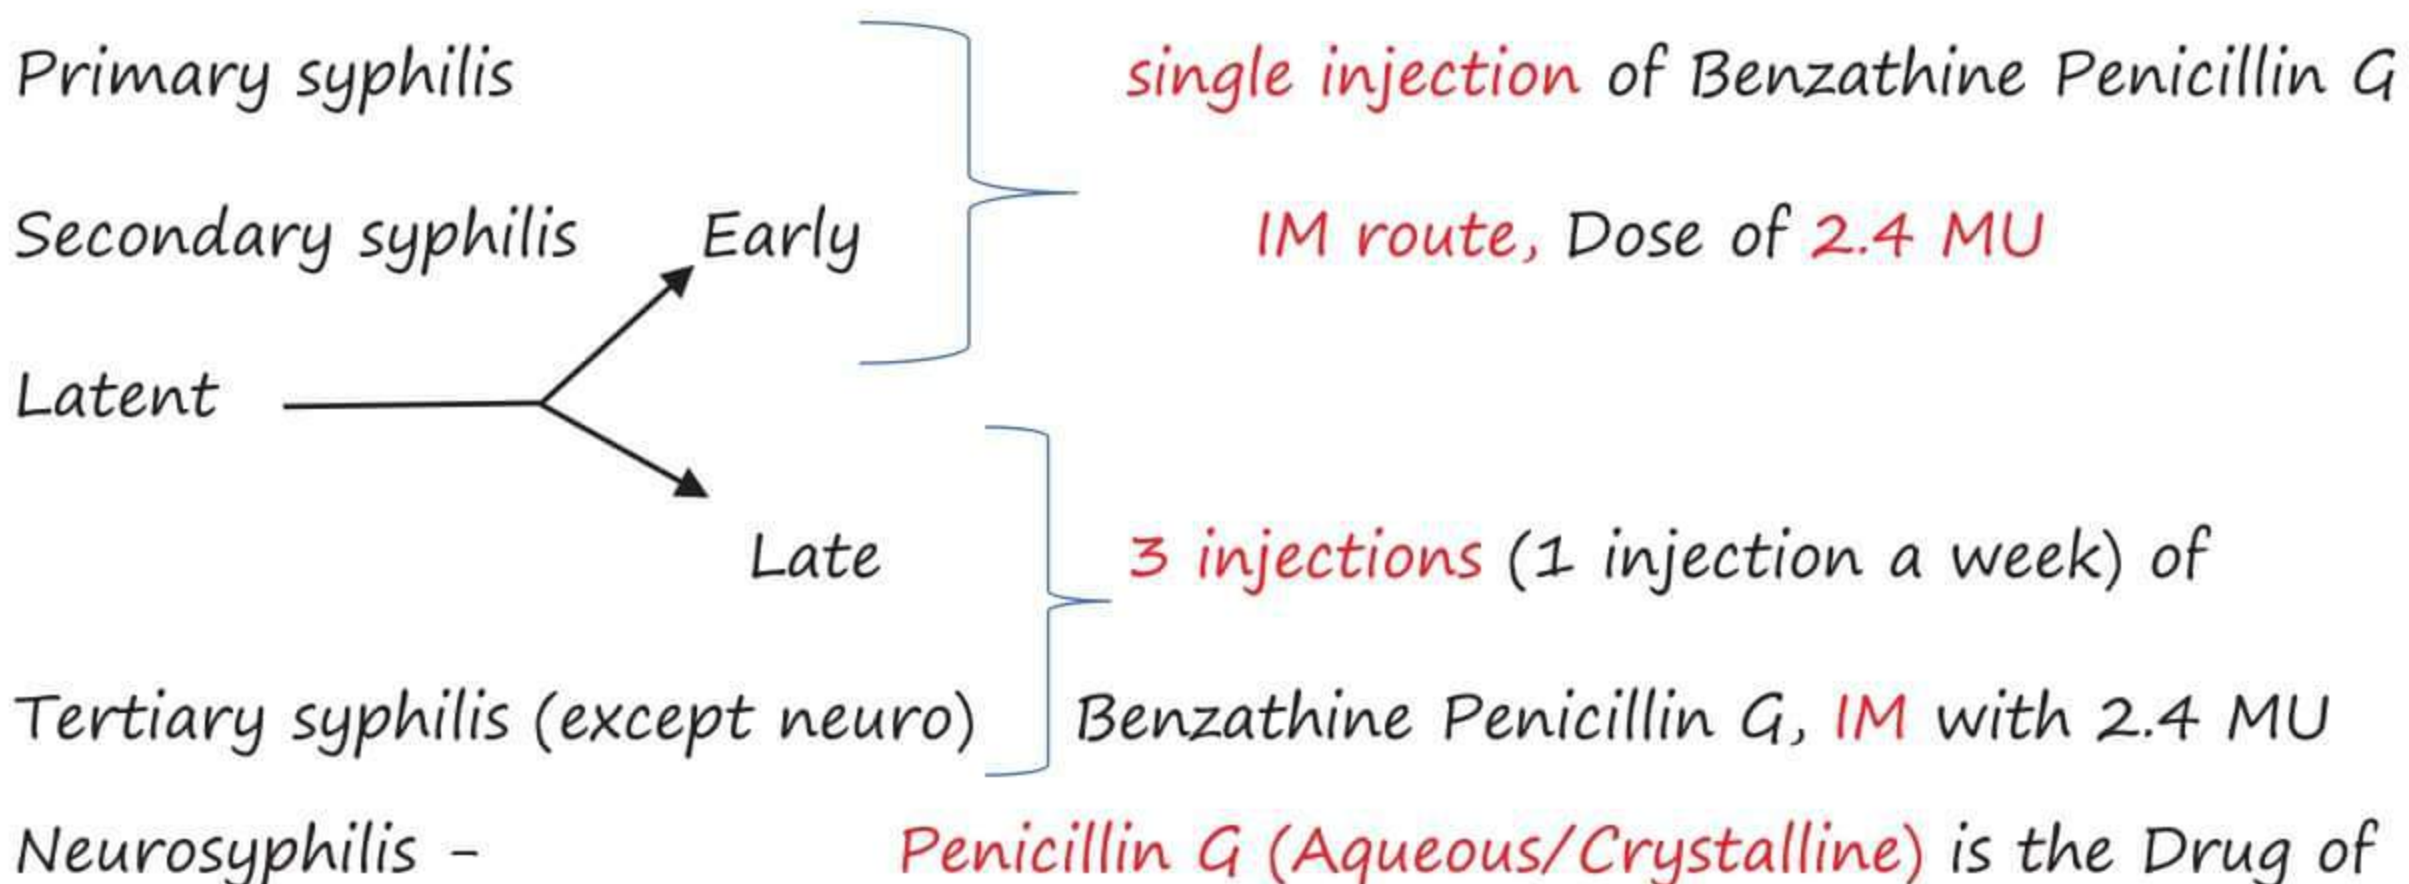 Primary syphilis single injection of Benzathine Penicillin G
Secondary syphilis Early IM route, Dose of 2.4 MU
Latent
Late 3 injections (1 injection a week) of
Tertiary syphilis (except neuro) Benzathine Penicillin G, IM with 2.4 MU
Neurosyphilis - Penicillin G (Aqueous/Crystalline) is the Drug of